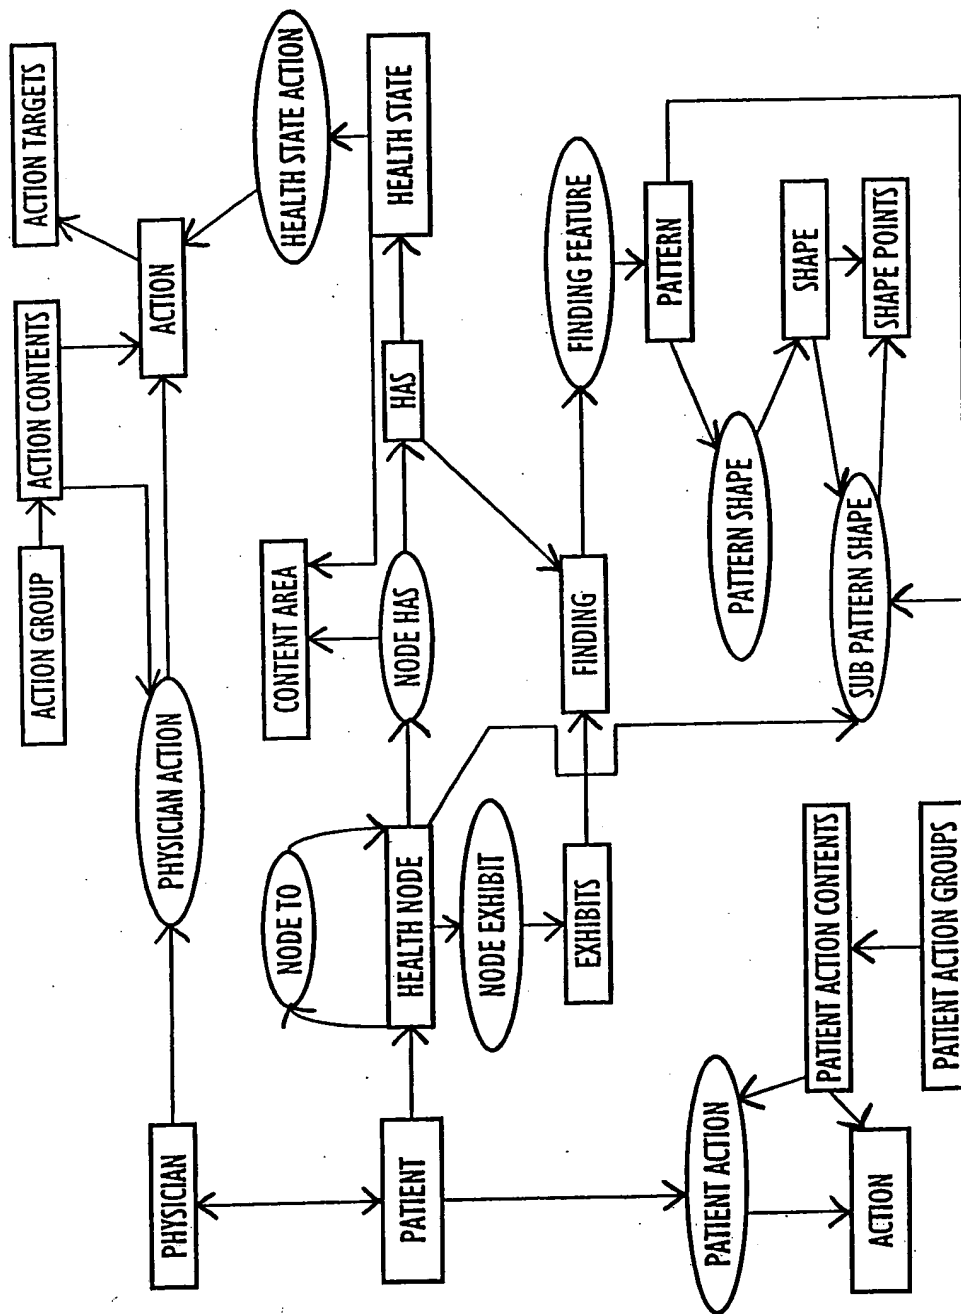 ACTION TARGETS
ACTION CONTENTS
ACTION GROUP
ACTION
HEALTH STATE ACTION
PHYSICIAN ACTION
PHYSICIAN
HEALTH STATE
HAS
CONTENT AREA
NODE HAS
NODE TO
HEALTH NODE
PATIENT
NODE EXHIBIT
EXHIBITS
FINDING
FINDING FEATURE
PATTERN
PATTERN SHAPE
SHAPE
SHAPE POINTS
SUB PATTERN SHAPE
PATIENT ACTION
ACTION
PATIENT ACTION CONTENTS
PATIENT ACTION GROUPS